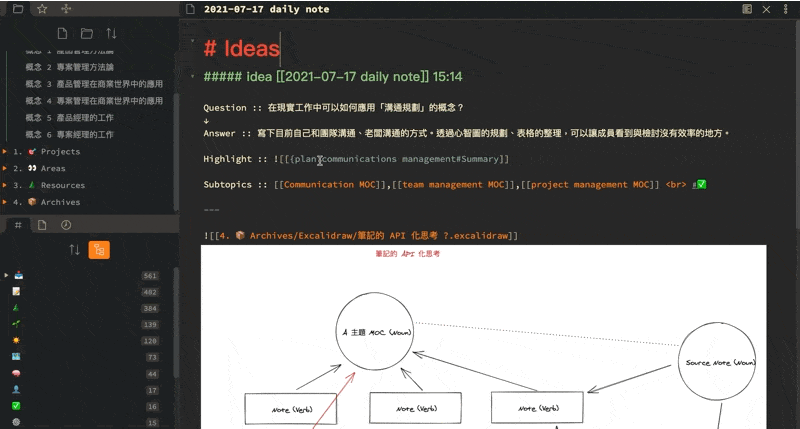 2021-07-17 daily note
概念 1 產品管理方法論
概念 2 專案管理方法論
概念 3 產品管理在商業世界中的應用
概念 4 專案管理在商業世界中的應用
概念 5 產品經理的工作
概念 6 專案經理的工作
1. 🎯 Projects
2. 👀 Areas
3. Resources
4. 📦 Archives
561
402
384
139
120
73
44
17
16
15
# Ideas
##### idea [[2021-07-17 daily note]] 15:14
Question :: 在現實工作中可以如何應用「溝通規劃」的概念？
↓
Answer :: 寫下目前自己和團隊溝通、老闆溝通的方式。透過心智圖的規劃、表格的整理，可以讓成員看到與檢討沒有效率的地方。
Highlight :: ![[{plan communications management#Summary]]
Subtopics :: [[Communication MOC]],[[team management MOC]],[[project management MOC]] <br> #✅
---
![[4. 📦 Archives/Excalidraw/筆記的 API 化思考 ?.excalidraw]]
筆記的 API 化思考
A 主題 MOC (Noun)
Source Note (Noun)
Note (Verb)
Note (Verb)
Note (Verb)